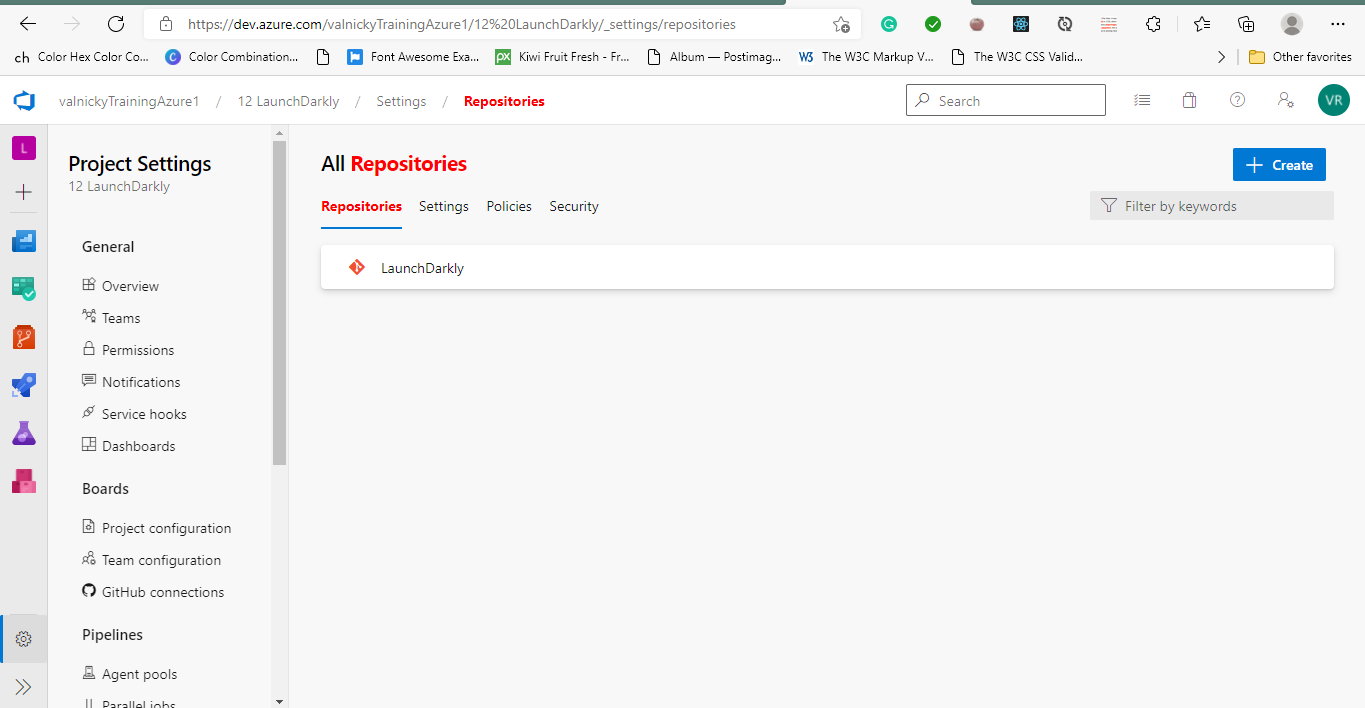 https://dev.azure.com/valnickyTrainingAzure1/12%20LaunchDarkly/_settings/repositories
ch Color Hex Color Co... C Color Combination... Font Awesome Exa... px Kiwi Fruit Fresh - Fr... Album — Postimag... W3 The W3C Markup V... The W3C CSS Valid... Other favorites
valnickyTrainingAzure1 / 12 LaunchDarkly / Settings / Repositories
Search
VR
L
Project Settings
12 LaunchDarkly
General
Overview
Teams
Permissions
Notifications
Service hooks
Dashboards
Boards
Project configuration
Team configuration
GitHub connections
Pipelines
Agent pools
Parallel jobs
All Repositories
Create
Repositories Settings Policies Security
Filter by keywords
LaunchDarkly